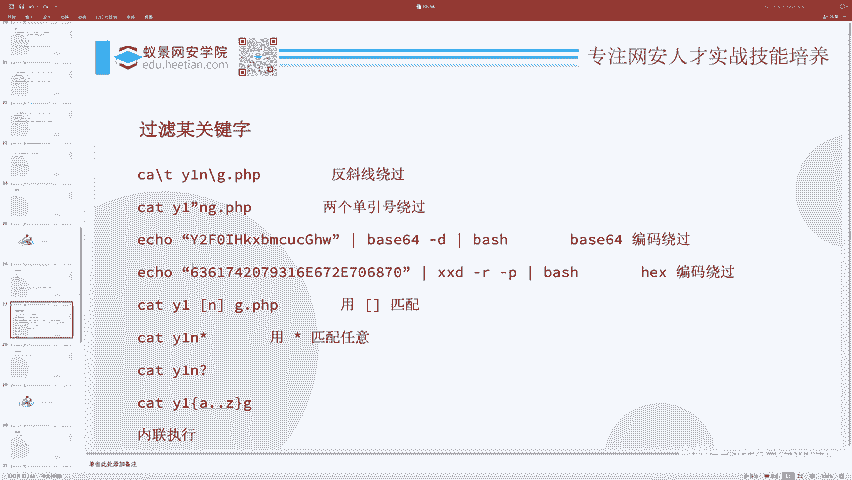 蚁景网安学院
edu.heetian.com
专注网安人才实战技能培养
过滤某关键字
ca\t y1n\g.php 反斜线绕过
cat y1”ng.php 两个单引号绕过
echo “Y2F0IHkxbmcucGhw” | base64 -d | bash base64 编码绕过
echo “6361742079316E672E706870” | xxd -r -p | bash hex 编码绕过
cat y1 [n] g.php 用 [] 匹配
cat y1n* 用 * 匹配任意
cat y1n?
cat y1{a..z}g
内联执行
单击此处添加备注